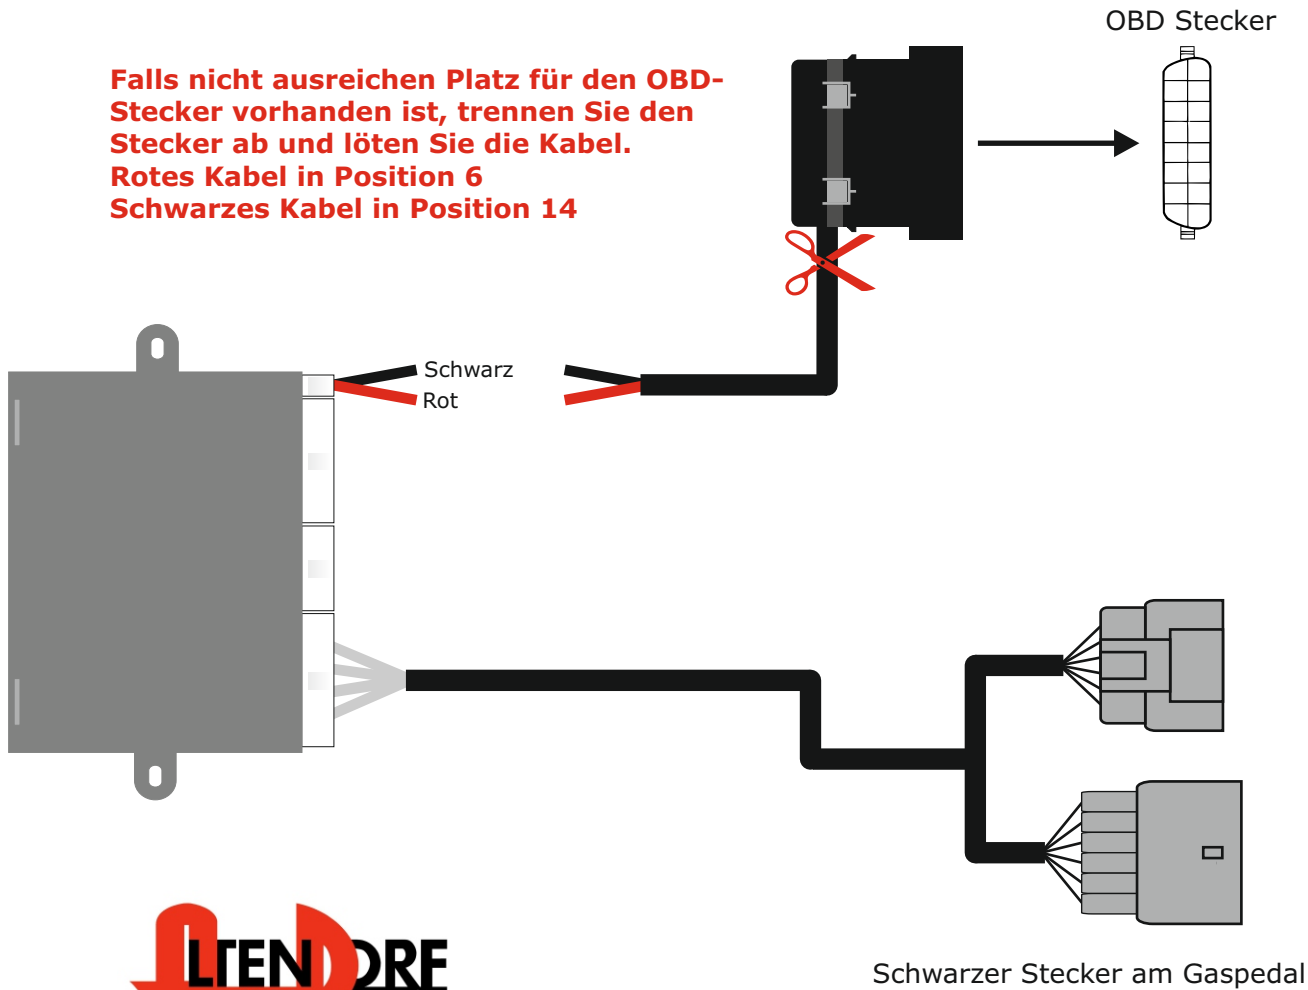 OBD Stecker
Falls nicht ausreichen Platz für den OBD-
Stecker vorhanden ist, trennen Sie den
Stecker ab und löten Sie die Kabel.
Rotes Kabel in Position 6
Schwarzes Kabel in Position 14
Schwarz
Rot
ALTENDORF
Schwarzer Stecker am Gaspedal